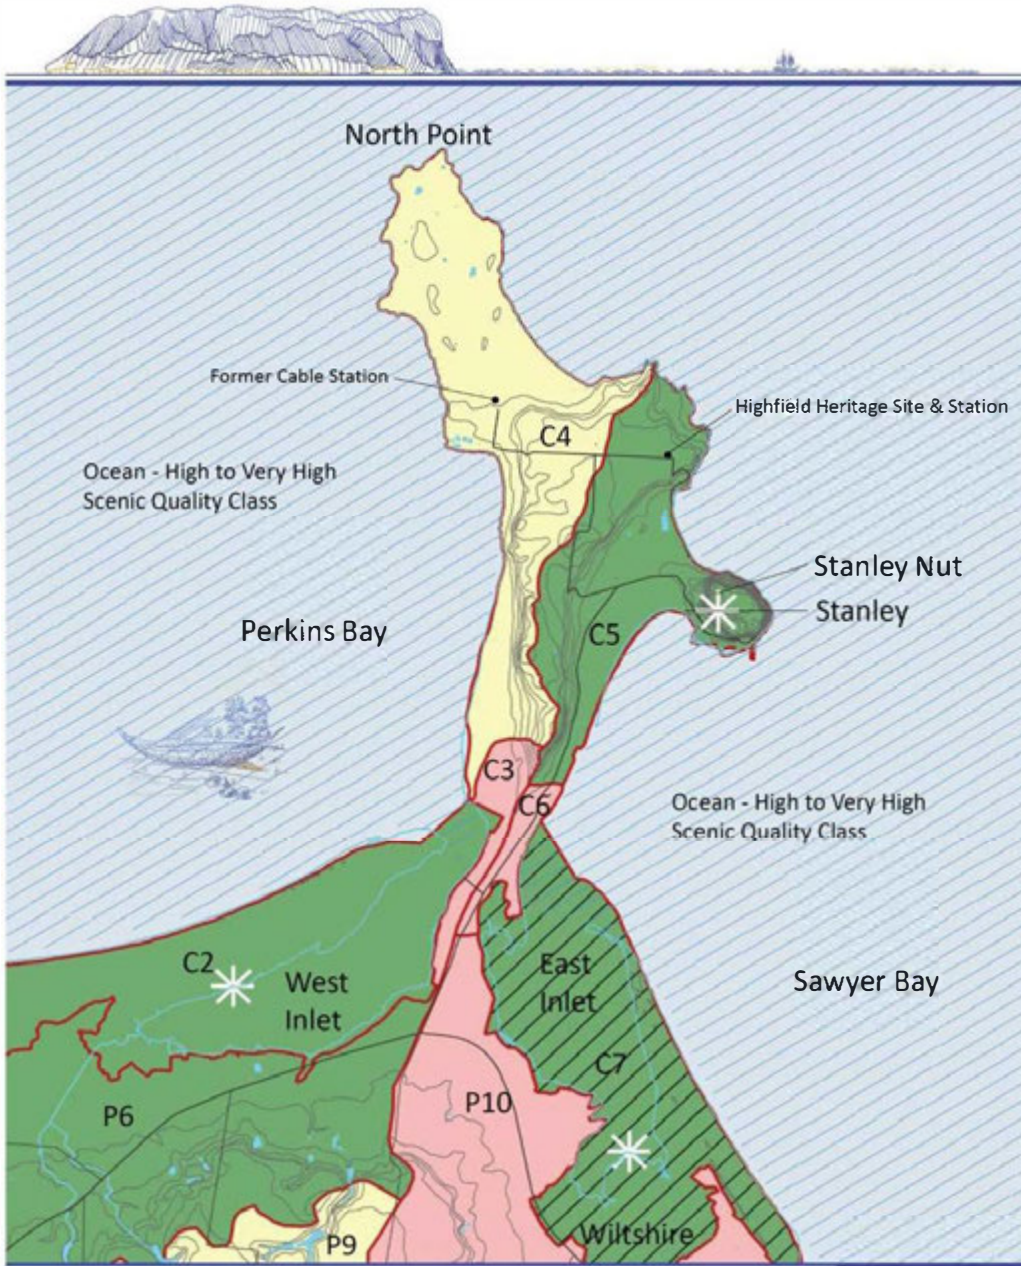 North Point
Former Cable Station
Highfield Heritage Site & Station
C4
Ocean - High to Very High
Scenic Quality Class
Stanley Nut
Stanley
Perkins Bay
C5
C3
C6
Ocean - High to Very High
Scenic Quality Class
C2
West
Inlet
East
Inlet
Sawyer Bay
C7
P6
P10
P9
Wiltshire